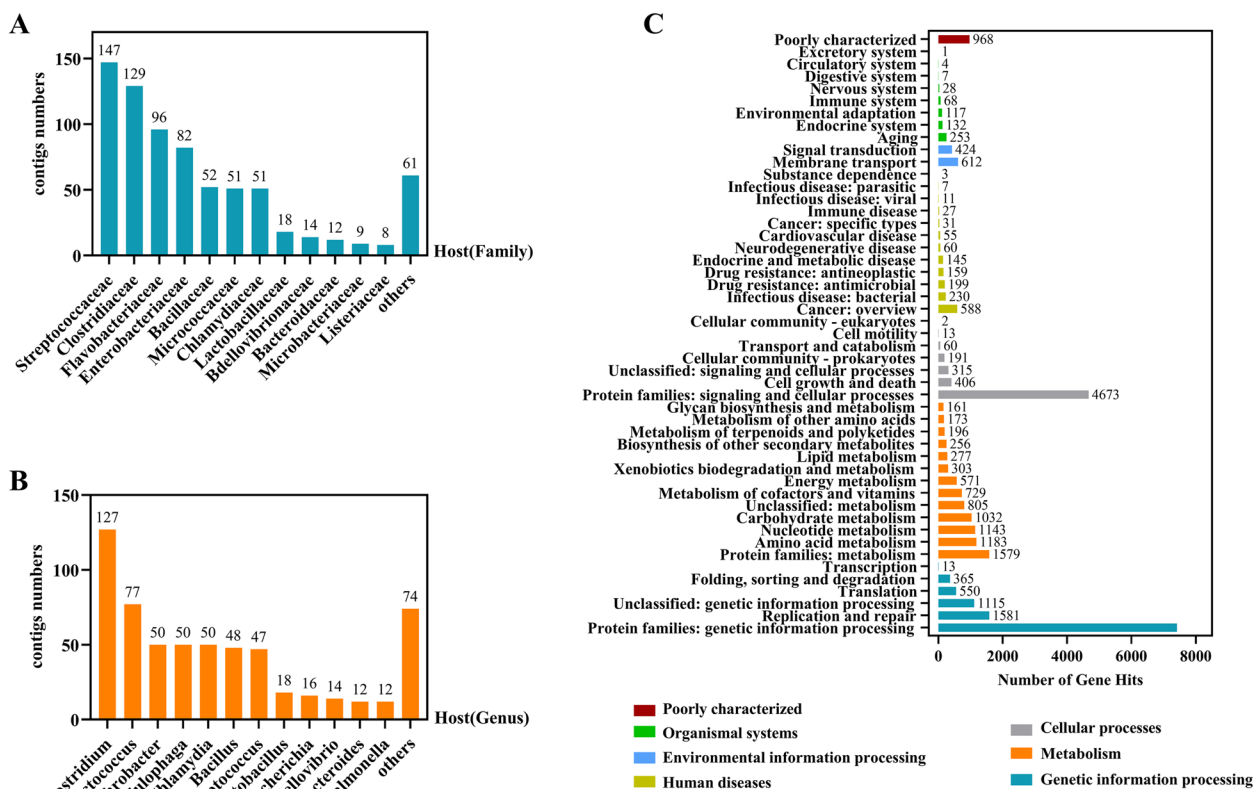 A
contigs numbers
150
100
50
0
147
129
96
82
52
51
51
18
14
12
9
8
61
Host(Family)
Streptococcaceae
Clostridiaceae
Flavobacteriaceae
Enterobacteriaceae
Bacillaceae
Micrococcaceae
Chlamydiaceae
Lactobacillaceae
Bdellovibrionaceae
Bacteroidaceae
Microbacteriaceae
Listeriaceae
others
B
contigs numbers
150
100
50
0
127
77
50
50
50
48
47
18
16
14
12
12
74
Host(Genus)
Bacillus
others
C
Poorly characterized 968
Excretory system 1
Circulatory system 4
Digestive system 7
Nervous system 28
Immune system 68
Environmental adaptation 117
Endocrine system 132
Aging 253
Signal transduction 424
Membrane transport 612
Substance dependence 3
Infectious disease: parasitic 7
Infectious disease: viral 11
Immune disease 27
Cancer: specific types 31
Cardiovascular disease 55
Neurodegenerative disease 60
Endocrine and metabolic disease 145
Drug resistance: antineoplastic 159
Drug resistance: antimicrobial 199
Infectious disease: bacterial 230
Cancer: overview 588
Cellular community - eukaryotes 2
Cell motility 13
Transport and catabolism 60
Cellular community - prokaryotes 191
Unclassified: signaling and cellular processes 315
Cell growth and death 406
Protein families: signaling and cellular processes 4673
Glycan biosynthesis and metabolism 161
Metabolism of other amino acids 173
Metabolism of terpenoids and polyketides 196
Biosynthesis of other secondary metabolites 256
Lipid metabolism 277
Xenobiotics biodegradation and metabolism 303
Energy metabolism 571
Metabolism of cofactors and vitamins 729
Unclassified: metabolism 805
Carbohydrate metabolism 1032
Nucleotide metabolism 1143
Amino acid metabolism 1183
Protein families: metabolism 1579
Transcription 13
Folding, sorting and degradation 365
Translation 550
Unclassified: genetic information processing 1115
Replication and repair 1581
Protein families: genetic information processing
0 2000 4000 6000 8000
Number of Gene Hits
Poorly characterized
Organismal systems
Environmental information processing
Human diseases
Cellular processes
Metabolism
Genetic information processing